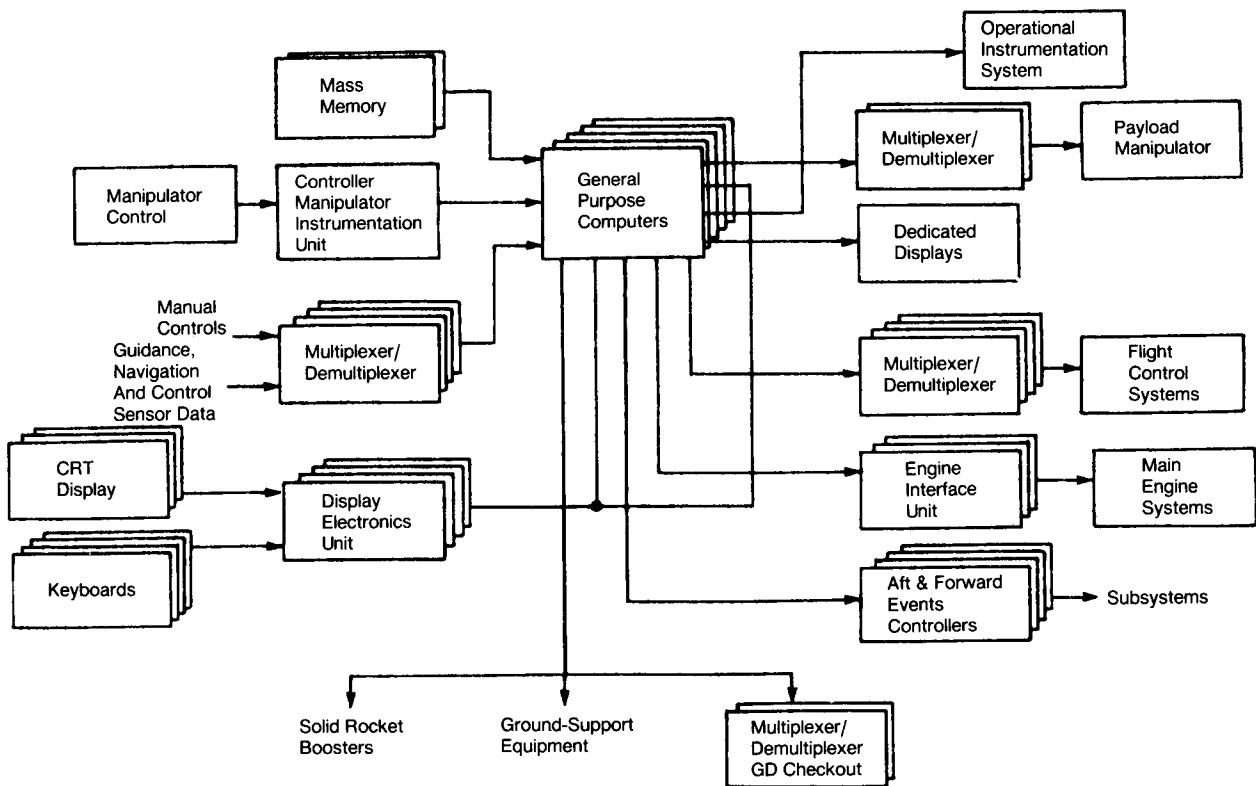 Operational
Instrumentation
System
Mass
Memory
Multiplexer/
Demultiplexer
Payload
Manipulator
General
Purpose
Computers
Manipulator
Control
Controller
Manipulator
Instrumentation
Unit
Dedicated
Displays
Manual
Controls
Guidance,
Navigation
And Control
Sensor Data
Multiplexer/
Demultiplexer
Multiplexer/
Demultiplexer
Flight
Control
Systems
CRT
Display
Display
Electronics
Unit
Engine
Interface
Unit
Main
Engine
Systems
Keyboards
Aft & Forward
Events
Controllers
Subsystems
Solid Rocket
Boosters
Ground-Support
Equipment
Multiplexer/
Demultiplexer
GD Checkout